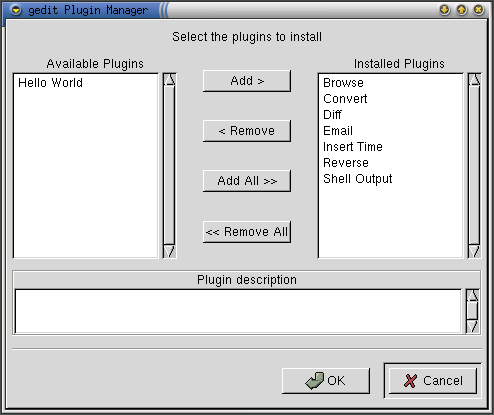 gedit Plugin Manager
Select the plugins to install
Available Plugins
Hello World
Add >
< Remove
Add All >>
<< Remove All
Installed Plugins
Browse
Convert
Diff
Email
Insert Time
Reverse
Shell Output
Plugin description
OK
Cancel